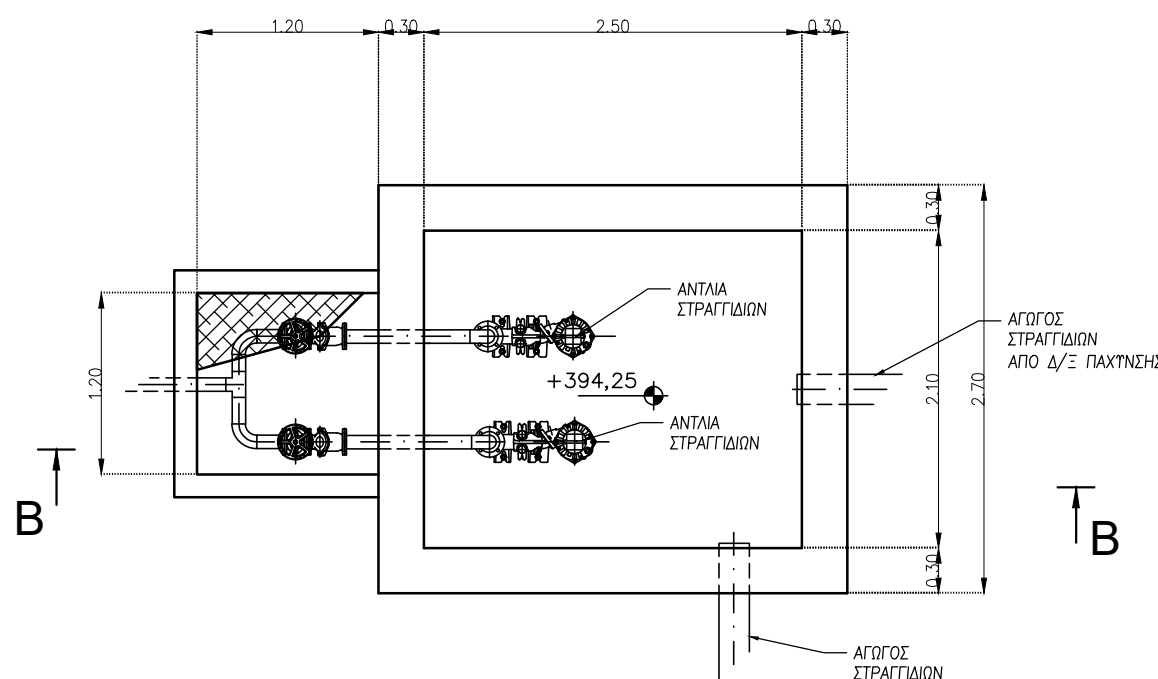 1.20
0.30
2.50
0.30
0.30
ΑΝΤΛΙΑ
ΣΤΡΑΓΓΙΔΙΩΝ
ΑΓΩΓΟΣ
ΣΤΡΑΓΓΙΔΙΩΝ
ΑΠΟ Δ/Ξ ΠΑΧΥΝΣΗΣ
+394,25
1.20
2.10
2.70
ΑΝΤΛΙΑ
ΣΤΡΑΓΓΙΔΙΩΝ
B
B
0.30
ΑΓΩΓΟΣ
ΣΤΡΑΓΓΙΔΙΩΝ